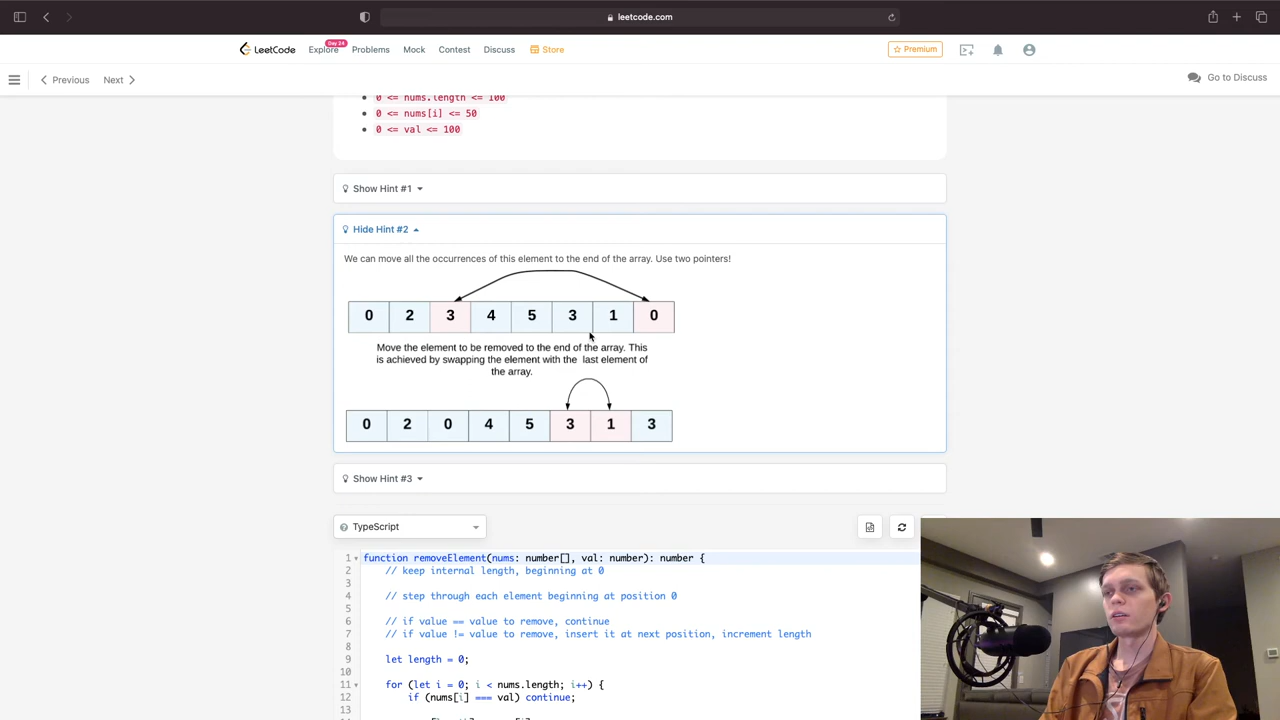 leetcode.com
LeetCode
Explore
Day 34
Problems
Mock
Contest
Discuss
Store
Premium
Previous
Next
Go to Discuss
0 <= nums.length <= 100
0 <= nums[i] <= 50
0 <= val <= 100
Show Hint #1
Hide Hint #2
We can move all the occurrences of this element to the end of the array. Use two pointers!
0 2 3 4 5 3 1 0
Move the element to be removed to the end of the array. This
is achieved by swapping the element with the last element of
the array.
0 2 0 4 5 3 1 3
Show Hint #3
TypeScript
1 function removeElement(nums: number[], val: number): number {
2 // keep internal length, beginning at 0
3
4 // step through each element beginning at position 0
5
6 // if value == value to remove, continue
7 // if value != value to remove, insert it at next position, increment length
8
9 let length = 0;
10
11 for (let i = 0; i < nums.length; i++) {
12 if (nums[i] === val) continue;
13